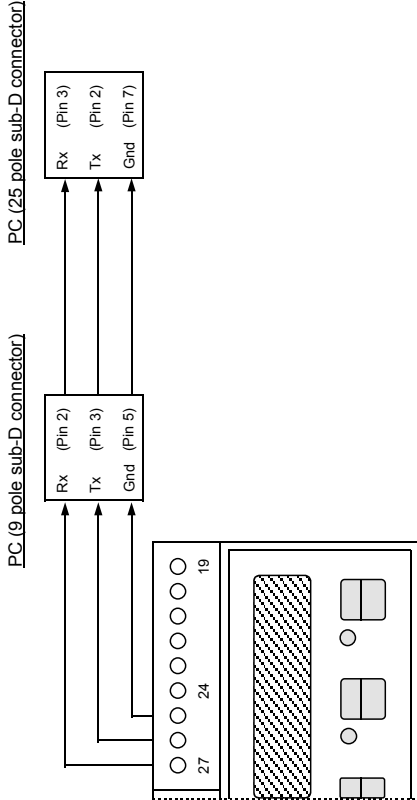 PC (9 pole sub-D connector)
Rx (Pin 2)
Tx (Pin 3)
Gnd (Pin 5)
PC (25 pole sub-D connector)
Rx (Pin 3)
Tx (Pin 2)
Gnd (Pin 7)
27
24
19